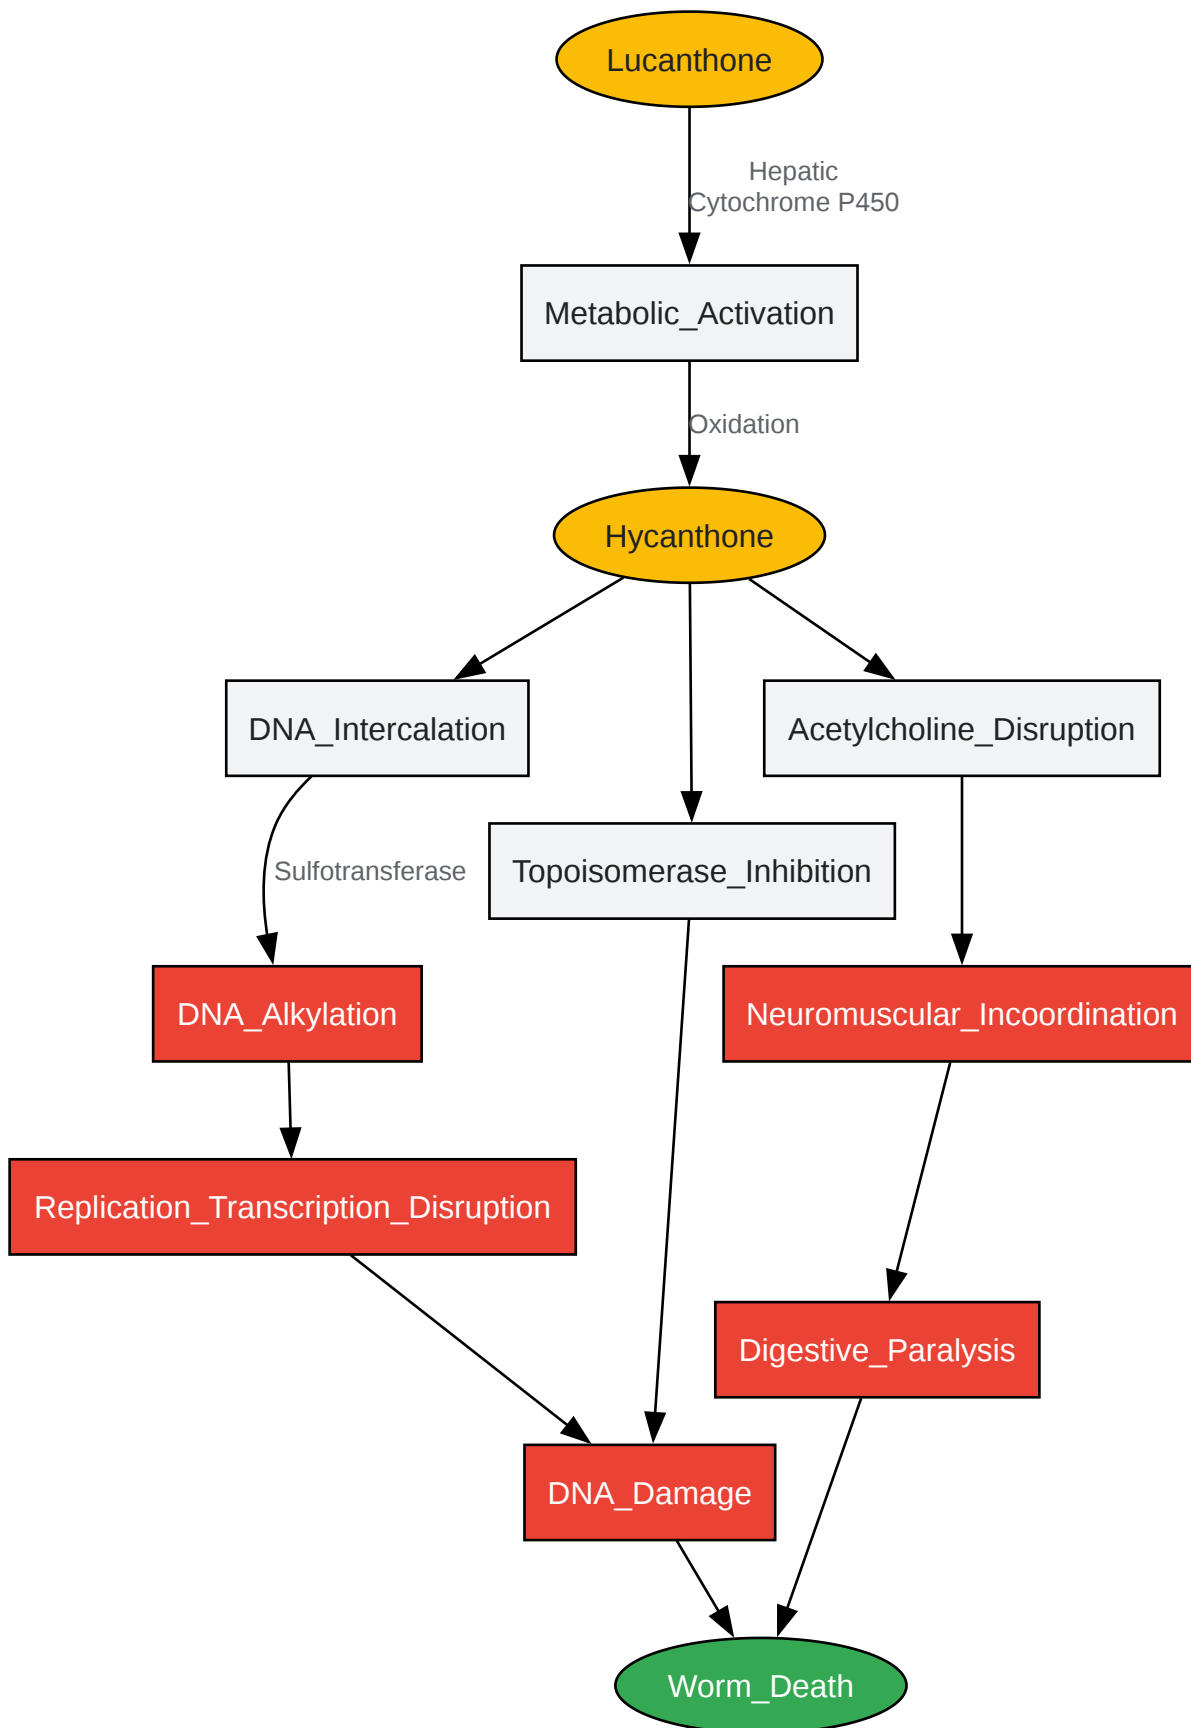 Lucanthone
Hepatic
Cytochrome P450
Metabolic_Activation
Oxidation
Hycanthone
DNA_Intercalation
Acetylcholine_Disruption
Sulfotransferase
Topoisomerase_Inhibition
DNA_Alkylation
Neuromuscular_Incoordination
Replication_Transcription_Disruption
Digestive_Paralysis
DNA_Damage
Worm_Death